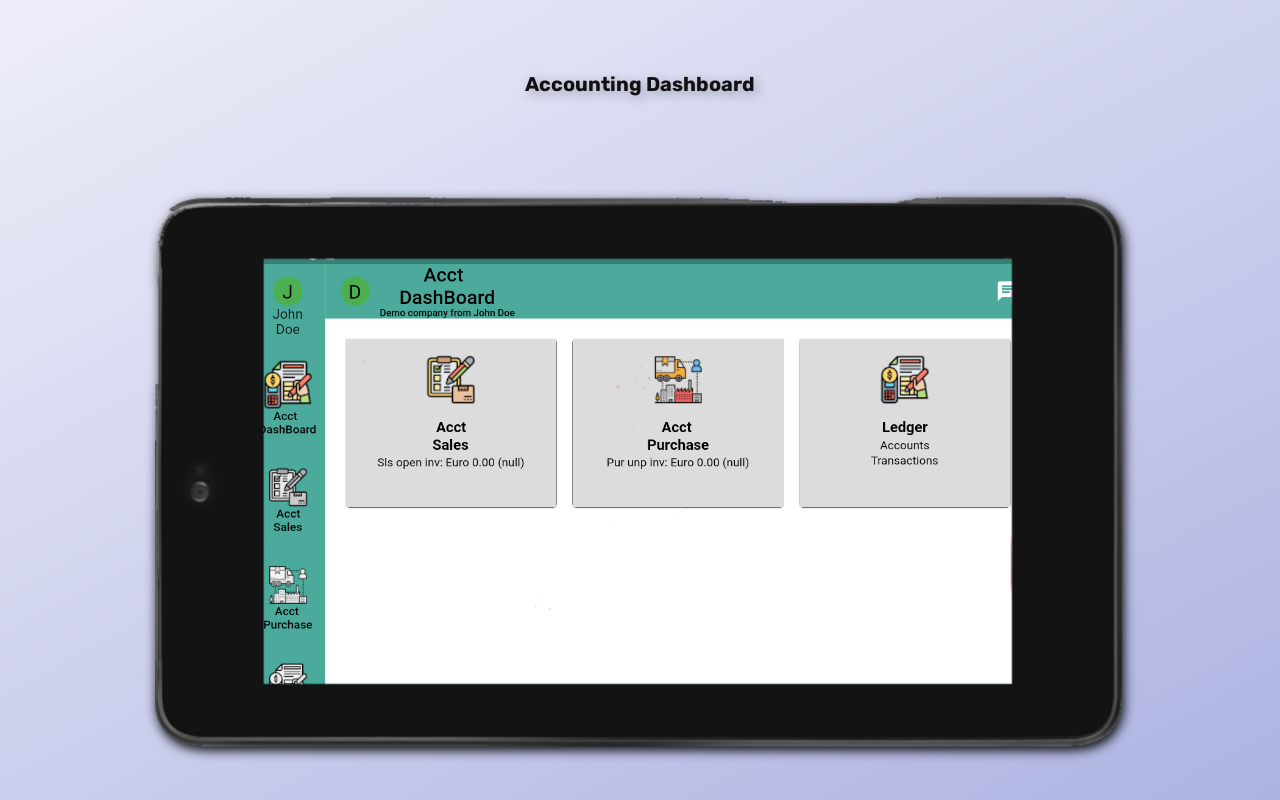 Accounting Dashboard
J
John
Doe
D
Acct
DashBoard
Demo company from John Doe
Acct
DashBoard
Acct
Sales
Acct
Purchase
Acct
Sales
Sls open inv: Euro 0.00 (null)
Acct
Purchase
Pur unp inv: Euro 0.00 (null)
Ledger
Accounts
Transactions